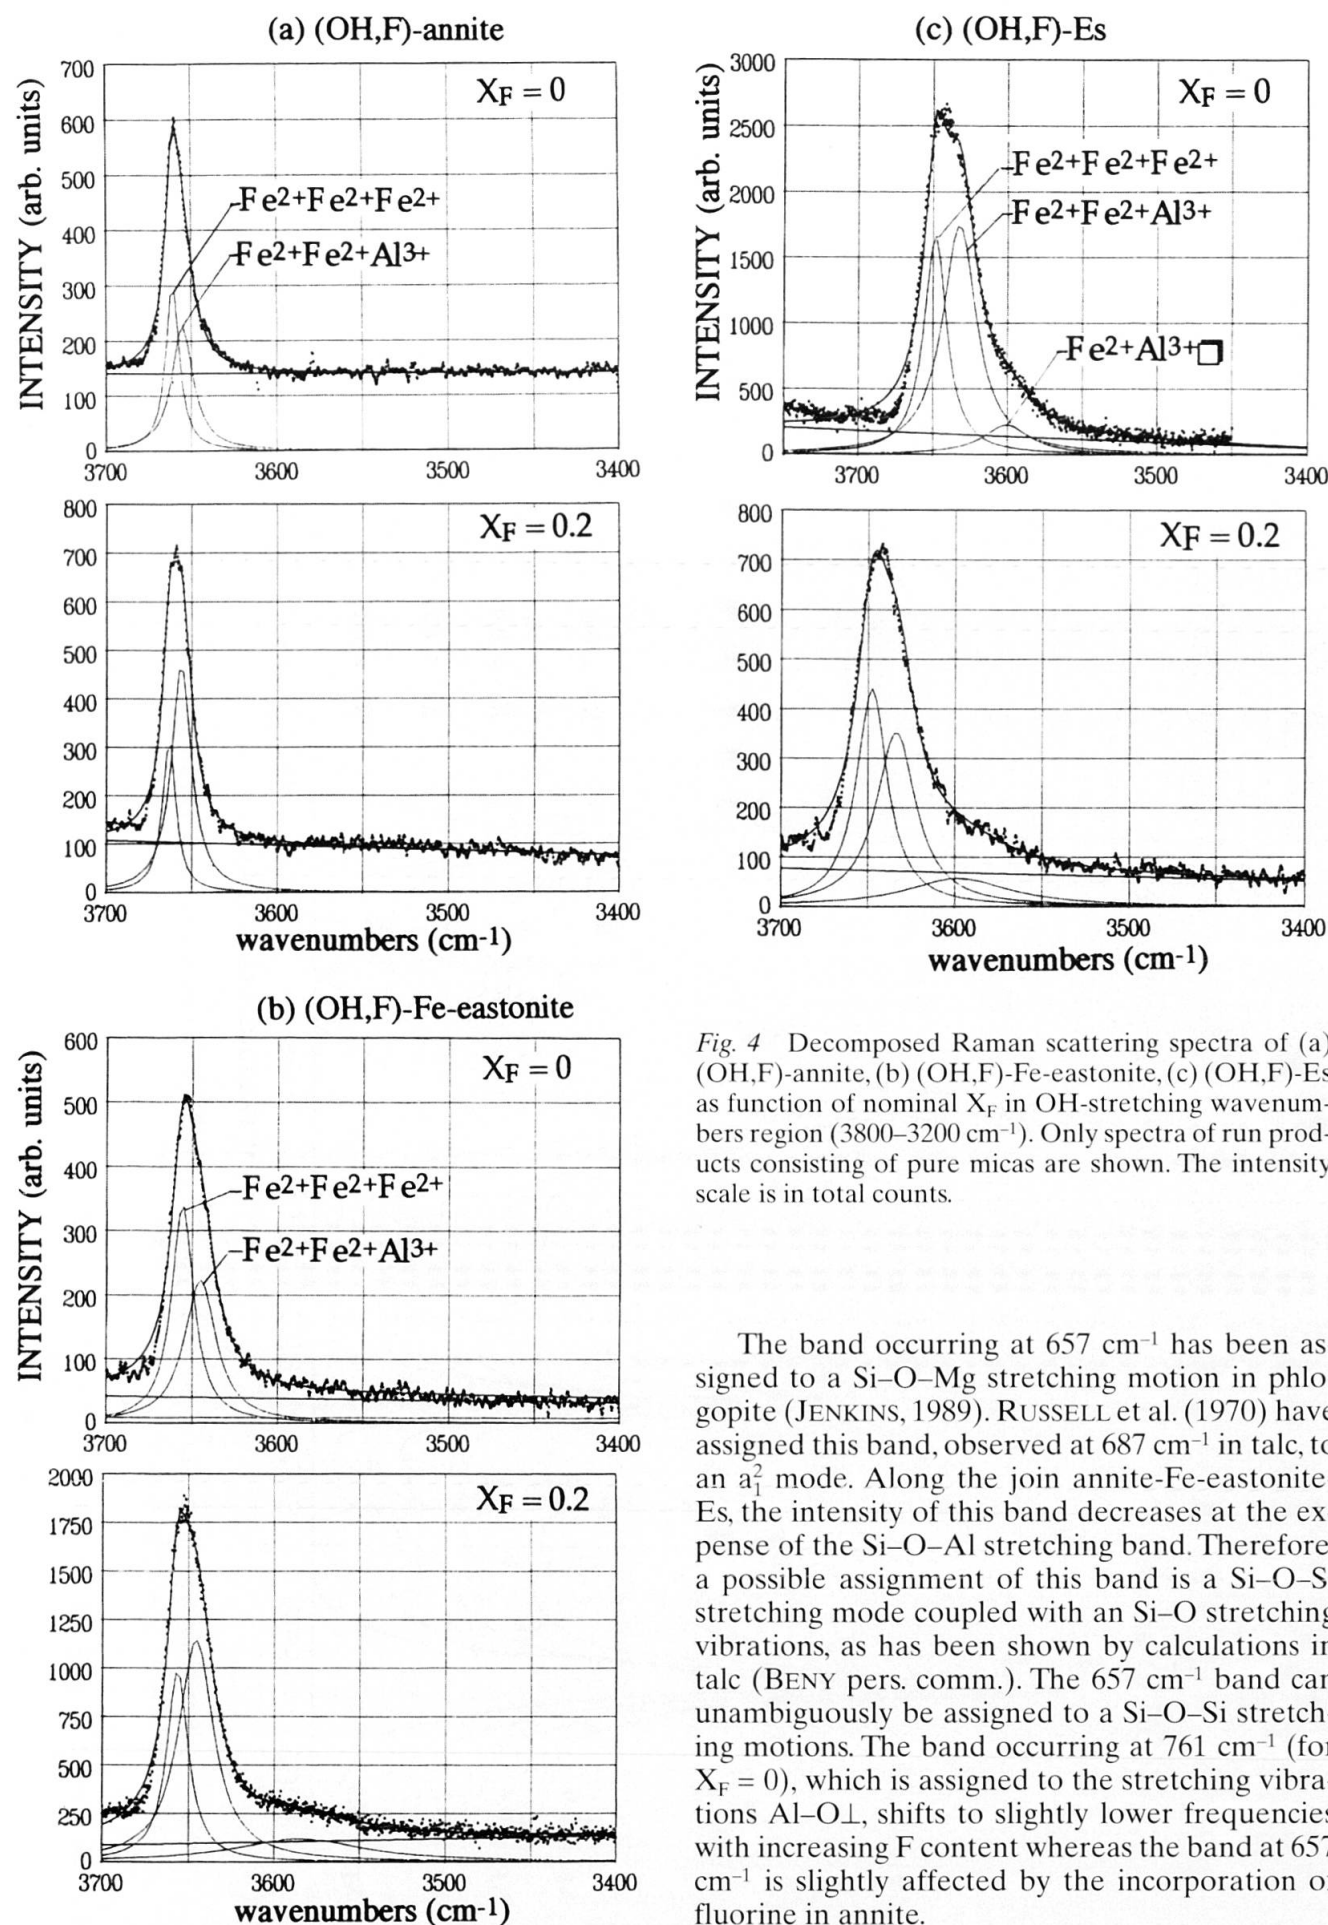 (a) (OH,F)-annite
INTENSITY (arb. units)
700
600
500
400
300
200
100
0
XF = 0
Fe2+Fe2+Fe2+
Fe2+Fe2+Al3+
3700 3600 3500 3400
800
700
600
500
400
300
200
100
0
XF = 0.2
3700 3600 3500 3400
wavenumbers (cm-1)
(b) (OH,F)-Fe-eastonite
INTENSITY (arb. units)
600
500
400
300
200
100
0
XF = 0
Fe2+Fe2+Fe2+
Fe2+Fe2+Al3+
3700 3600 3500 3400
2000
1750
1500
1250
1000
750
500
250
0
XF = 0.2
3700 3600 3500 3400
wavenumbers (cm-1)
(c) (OH,F)-Es
INTENSITY (arb. units)
3000
2500
2000
1500
1000
500
0
XF = 0
Fe2+Fe2+Fe2+
Fe2+Fe2+Al3+
Fe2+Al3+❒
3700 3600 3500 3400
800
700
600
500
400
300
200
100
0
XF = 0.2
3700 3600 3500 3400
wavenumbers (cm-1)
Fig. 4 Decomposed Raman scattering spectra of (a)
(OH,F)-annite, (b) (OH,F)-Fe-eastonite, (c) (OH,F)-Es
as function of nominal XF in OH-stretching wavenum-
bers region (3800–3200 cm⁻¹). Only spectra of run prod-
ucts consisting of pure micas are shown. The intensity
scale is in total counts.
The band occurring at 657 cm⁻¹ has been as
signed to a Si–O–Mg stretching motion in phlo
gopite (JENKINS, 1989). RUSSELL et al. (1970) have
assigned this band, observed at 687 cm⁻¹ in talc, to
an a₁² mode. Along the join annite-Fe-eastonite
Es, the intensity of this band decreases at the ex
pense of the Si–O–Al stretching band. Therefore
a possible assignment of this band is a Si–O–S
stretching mode coupled with an Si–O stretching
vibrations, as has been shown by calculations in
talc (BENY pers. comm.). The 657 cm⁻¹ band can
unambiguously be assigned to a Si–O–Si stretch
ing motions. The band occurring at 761 cm⁻¹ (for
XF = 0), which is assigned to the stretching vibra
tions Al–O⊥, shifts to slightly lower frequencies
with increasing F content whereas the band at 657
cm⁻¹ is slightly affected by the incorporation of
fluorine in annite.